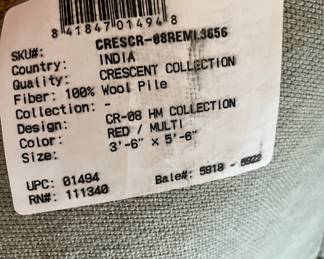 8 41847 01494 8
SKU#: CRESCR-08REML3656
Country: INDIA
Quality: CRESCENT COLLECTION
Fiber: 100% Wool Pile
Collection: -
Design: CR-08 HM COLLECTION
Color: RED / MULTI
Size: 3'-6" X 5'-6"
UPC: 01494 Bale#: 5918 - 5922
RN#: 111340